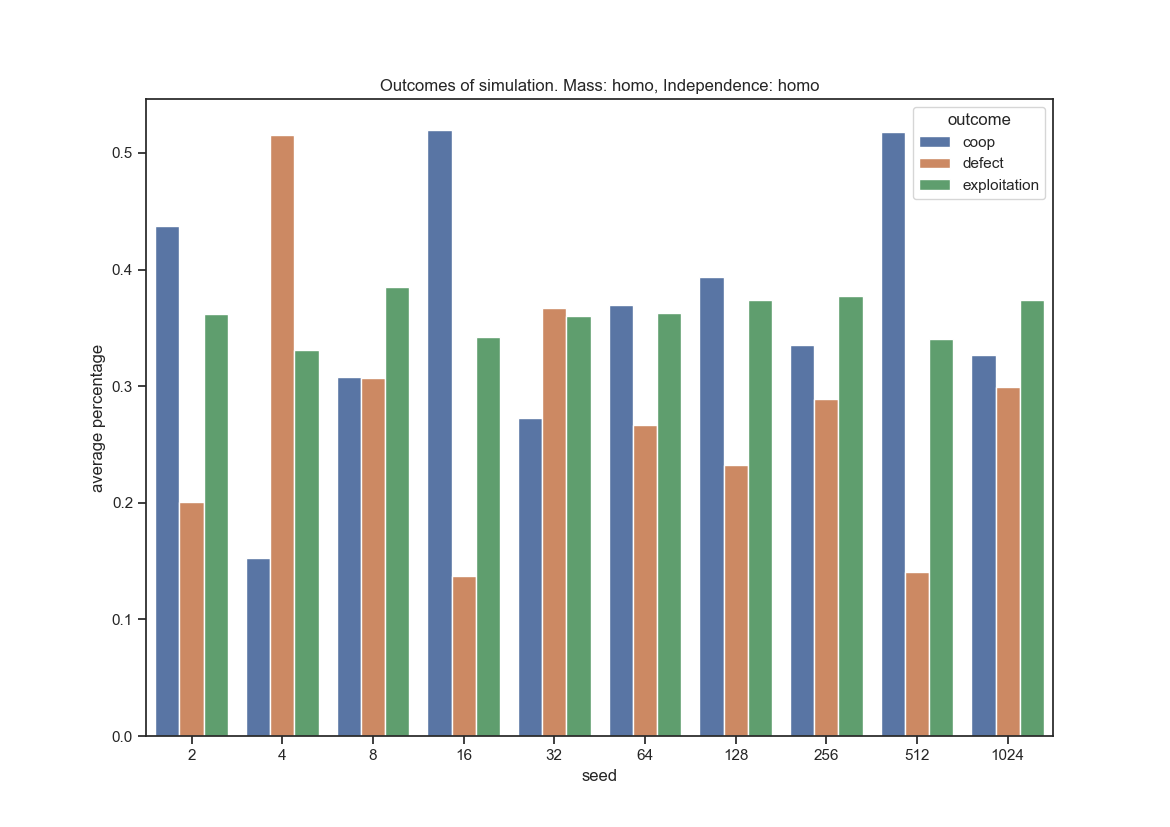 Outcomes of simulation. Mass: homo, Independence: homo
outcome
coop
defect
exploitation
average percentage
0.5
0.4
0.3
0.2
0.1
0.0
2 4 8 16 32 64 128 256 512 1024
seed